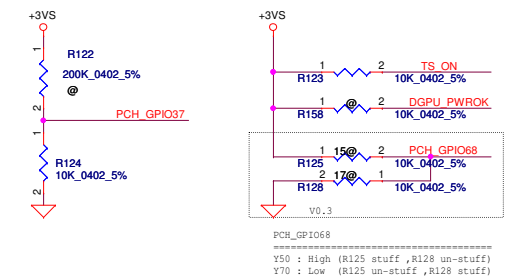 +3VS
1
R122
200K_0402_5%
@
2
PCH_GPIO37
1
R124
10K_0402_5%
2
+3VS
1 2 TS_ON
R123 10K_0402_5%
@ DGPU_PWROK
R158 10K_0402_5%
1 15@ 2 PCH_GPIO68
R125 10K_0402_5%
2 17@ 1
R128 10K_0402_5%
V0.3
PCH_GPIO68
====================================
Y50 : High (R125 stuff ,R128 un-stuff)
Y70 : Low (R125 un-stuff ,R128 stuff)